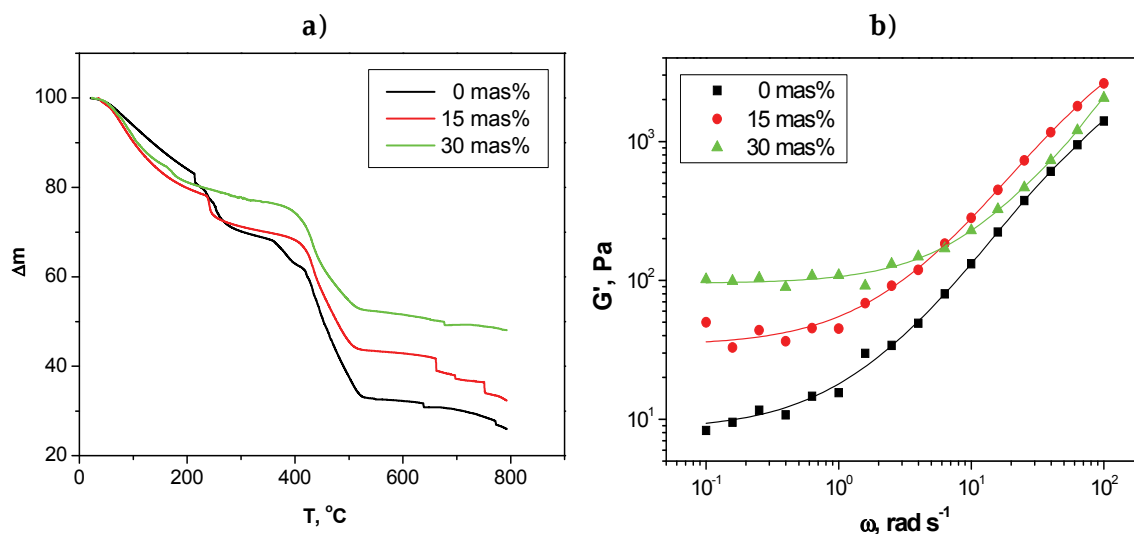 a)
0 mas%
15 mas%
30 mas%
100
80
60
40
20
Δm
0 200 400 600 800
T, °C
b)
0 mas%
15 mas%
30 mas%
10³
10²
10¹
G', Pa
10⁻¹ 10⁰ 10¹ 10²
ω, rad s⁻¹